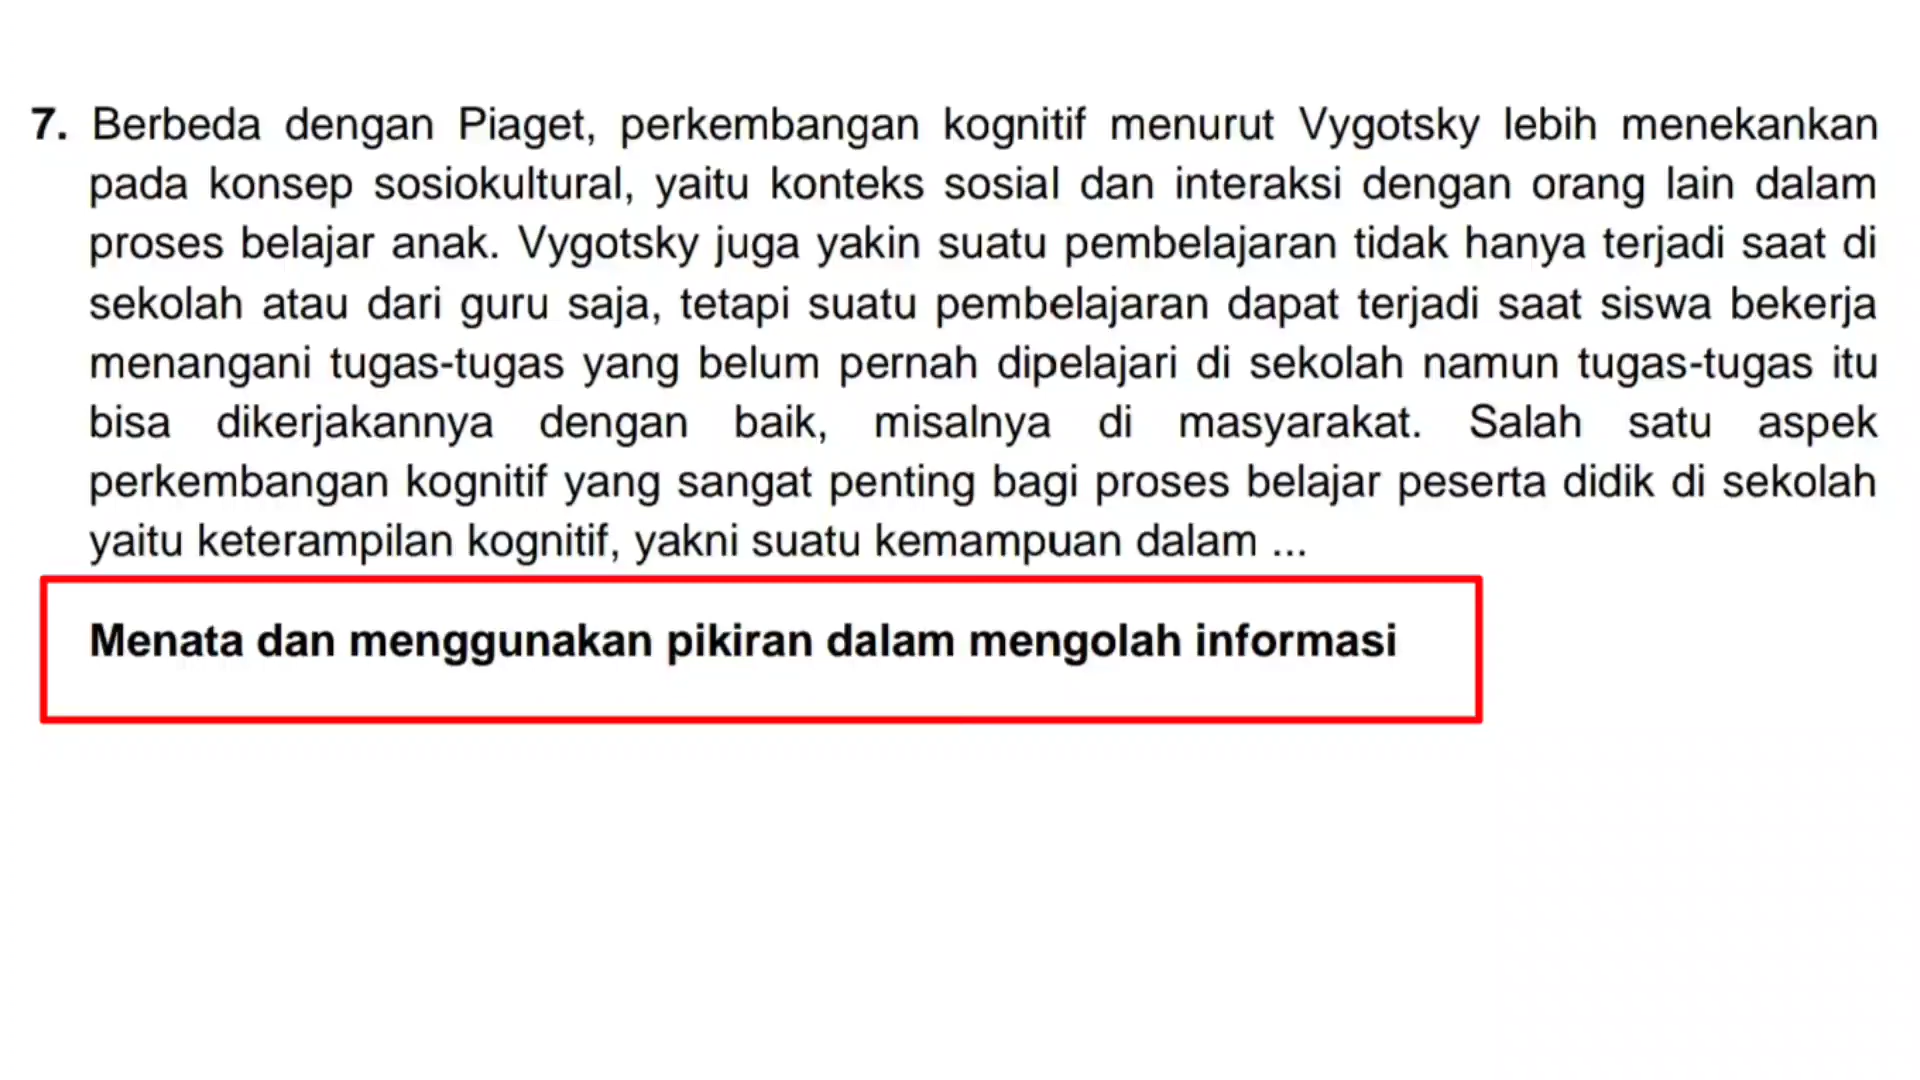 7. Berbeda dengan Piaget, perkembangan kognitif menurut Vygotsky lebih menekankan
pada konsep sosiokultural, yaitu konteks sosial dan interaksi dengan orang lain dalam
proses belajar anak. Vygotsky juga yakin suatu pembelajaran tidak hanya terjadi saat di
sekolah atau dari guru saja, tetapi suatu pembelajaran dapat terjadi saat siswa bekerja
menangani tugas-tugas yang belum pernah dipelajari di sekolah namun tugas-tugas itu
bisa dikerjakannya dengan baik, misalnya di masyarakat. Salah satu aspek
perkembangan kognitif yang sangat penting bagi proses belajar peserta didik di sekolah
yaitu keterampilan kognitif, yakni suatu kemampuan dalam ...
Menata dan menggunakan pikiran dalam mengolah informasi